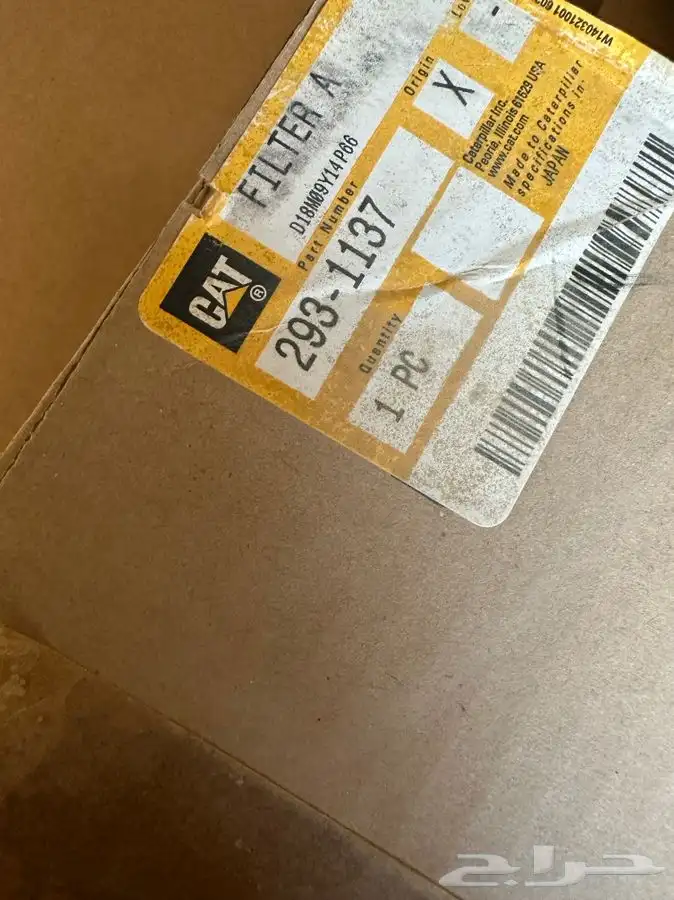 FILTER A
D18M09Y14P66
Part Number
293-1137
Quantity
1 PC
CAT®
Origin
X
-
Caterpillar Inc.
Peoria, Illinois 61629 USA
www.cat.com
Made to Caterpillar
specifications in
JAPAN
حراج